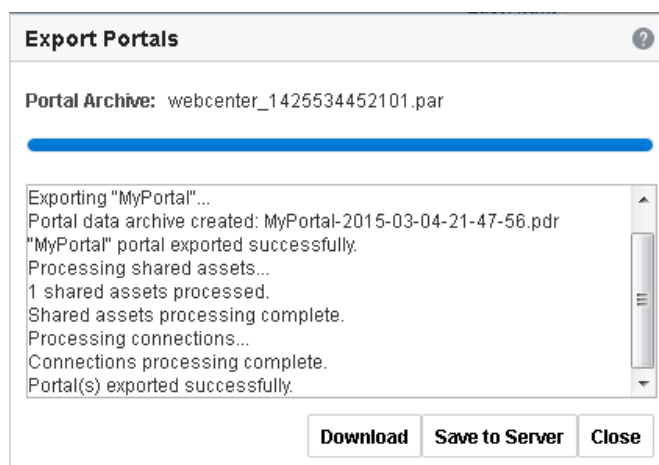 Export Portals
Portal Archive: webcenter_1425534452101.par
Exporting "MyPortal"...
Portal data archive created: MyPortal-2015-03-04-21-47-56.pdr
"MyPortal" portal exported successfully.
Processing shared assets...
1 shared assets processed.
Shared assets processing complete.
Processing connections...
Connections processing complete.
Portal(s) exported successfully.
Download Save to Server Close